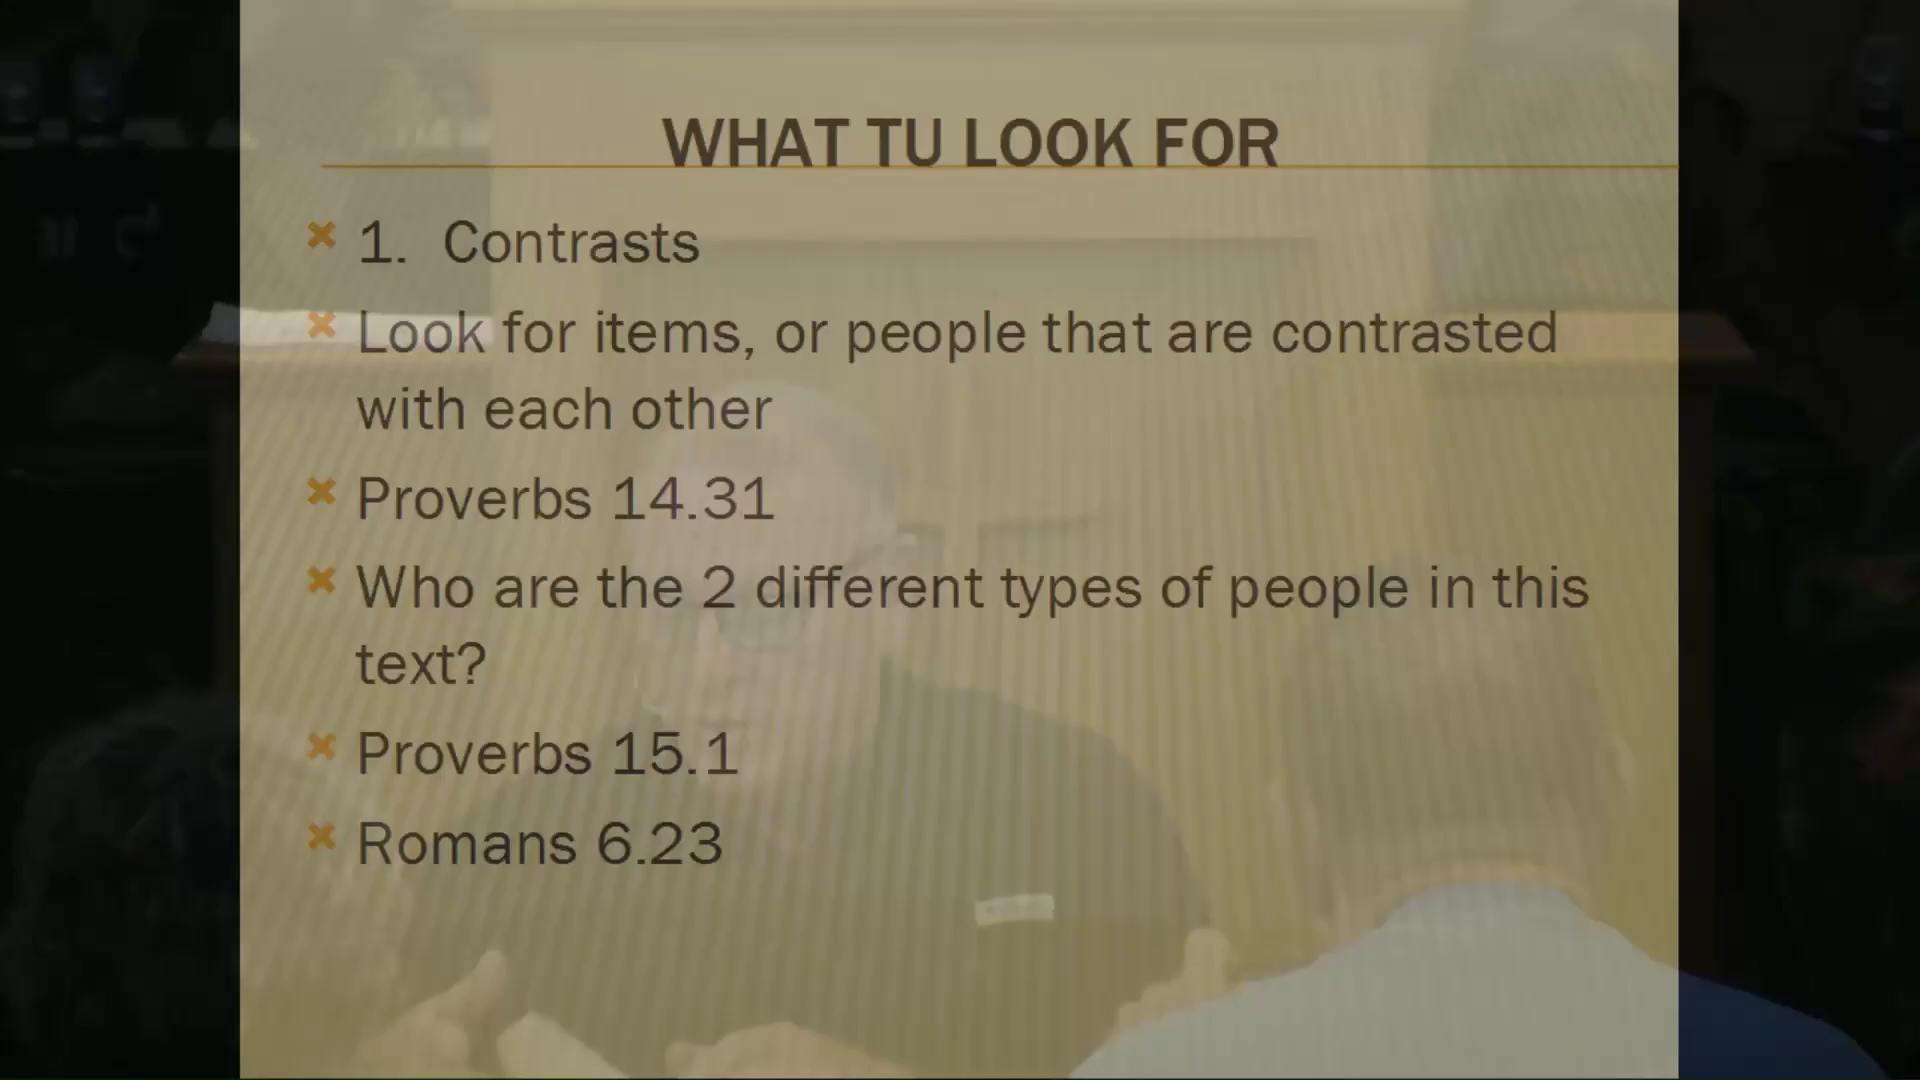 WHAT TU LOOK FOR
1. Contrasts
Look for items, or people that are contrasted
with each other
Proverbs 14.31
Who are the 2 different types of people in this
text?
Proverbs 15.1
Romans 6.23